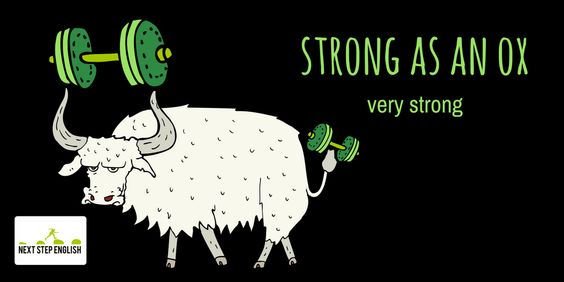 STRONG AS AN OX
very strong
NEXT STEP ENGLISH